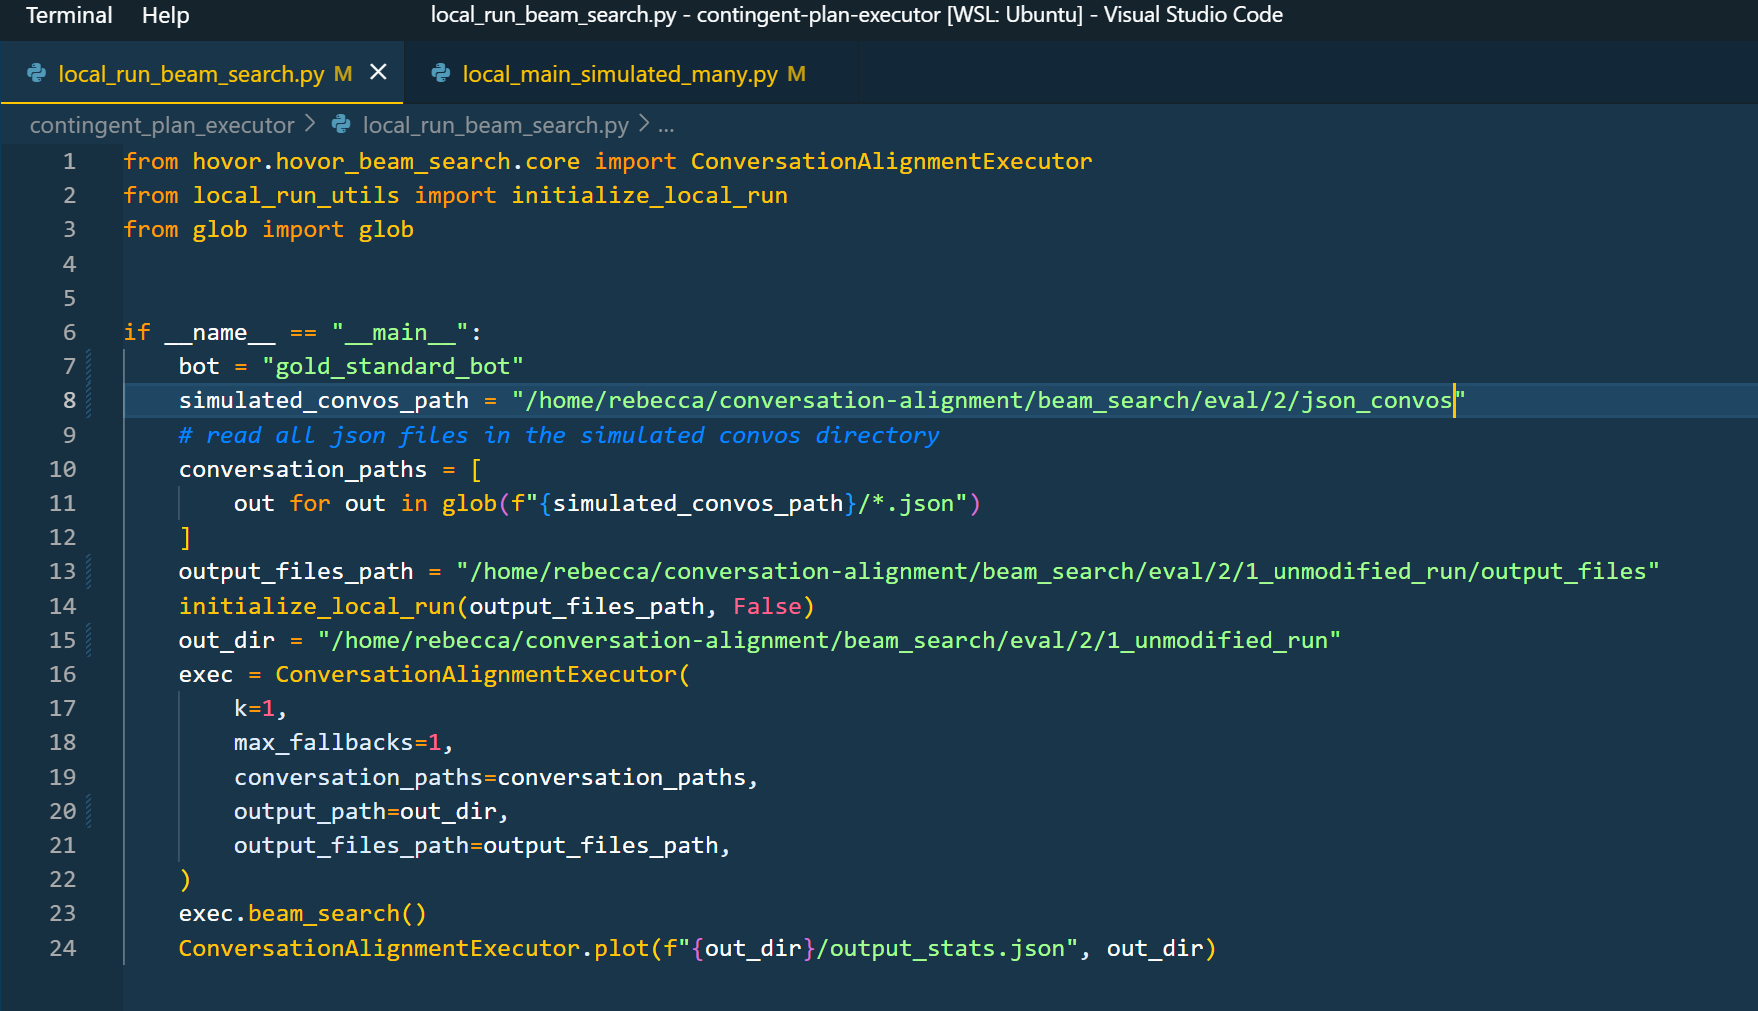 Terminal Help local_run_beam_search.py - contingent-plan-executor [WSL: Ubuntu] - Visual Studio Code
local_run_beam_search.py M × local_main_simulated_many.py M
contingent_plan_executor > local_run_beam_search.py > ...
1 from hovor.hovor_beam_search.core import ConversationAlignmentExecutor
2 from local_run_utils import initialize_local_run
3 from glob import glob
4
5
6 if __name__ == "__main__":
7     bot = "gold_standard_bot"
8     simulated_convos_path = "/home/rebecca/conversation-alignment/beam_search/eval/2/json_convos"
9     # read all json files in the simulated convos directory
10     conversation_paths = [
11         out for out in glob(f"{simulated_convos_path}/*.json")
12     ]
13     output_files_path = "/home/rebecca/conversation-alignment/beam_search/eval/2/1_unmodified_run/output_files"
14     initialize_local_run(output_files_path, False)
15     out_dir = "/home/rebecca/conversation-alignment/beam_search/eval/2/1_unmodified_run"
16     exec = ConversationAlignmentExecutor(
17         k=1,
18         max_fallbacks=1,
19         conversation_paths=conversation_paths,
20         output_path=out_dir,
21         output_files_path=output_files_path,
22     )
23     exec.beam_search()
24     ConversationAlignmentExecutor.plot(f"{out_dir}/output_stats.json", out_dir)